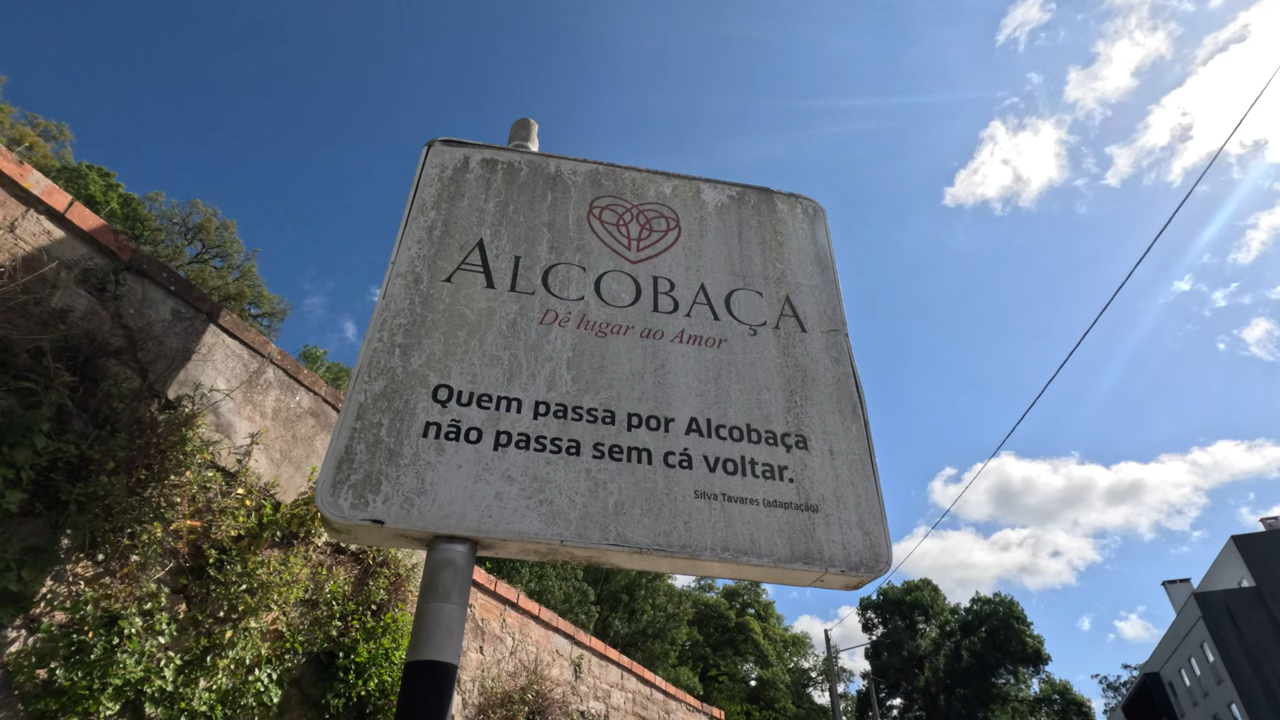 ALCOBAÇA
Dê lugar ao Amor
Quem passa por Alcobaça
não passa sem cá voltar.
Silva Tavares (adaptação)